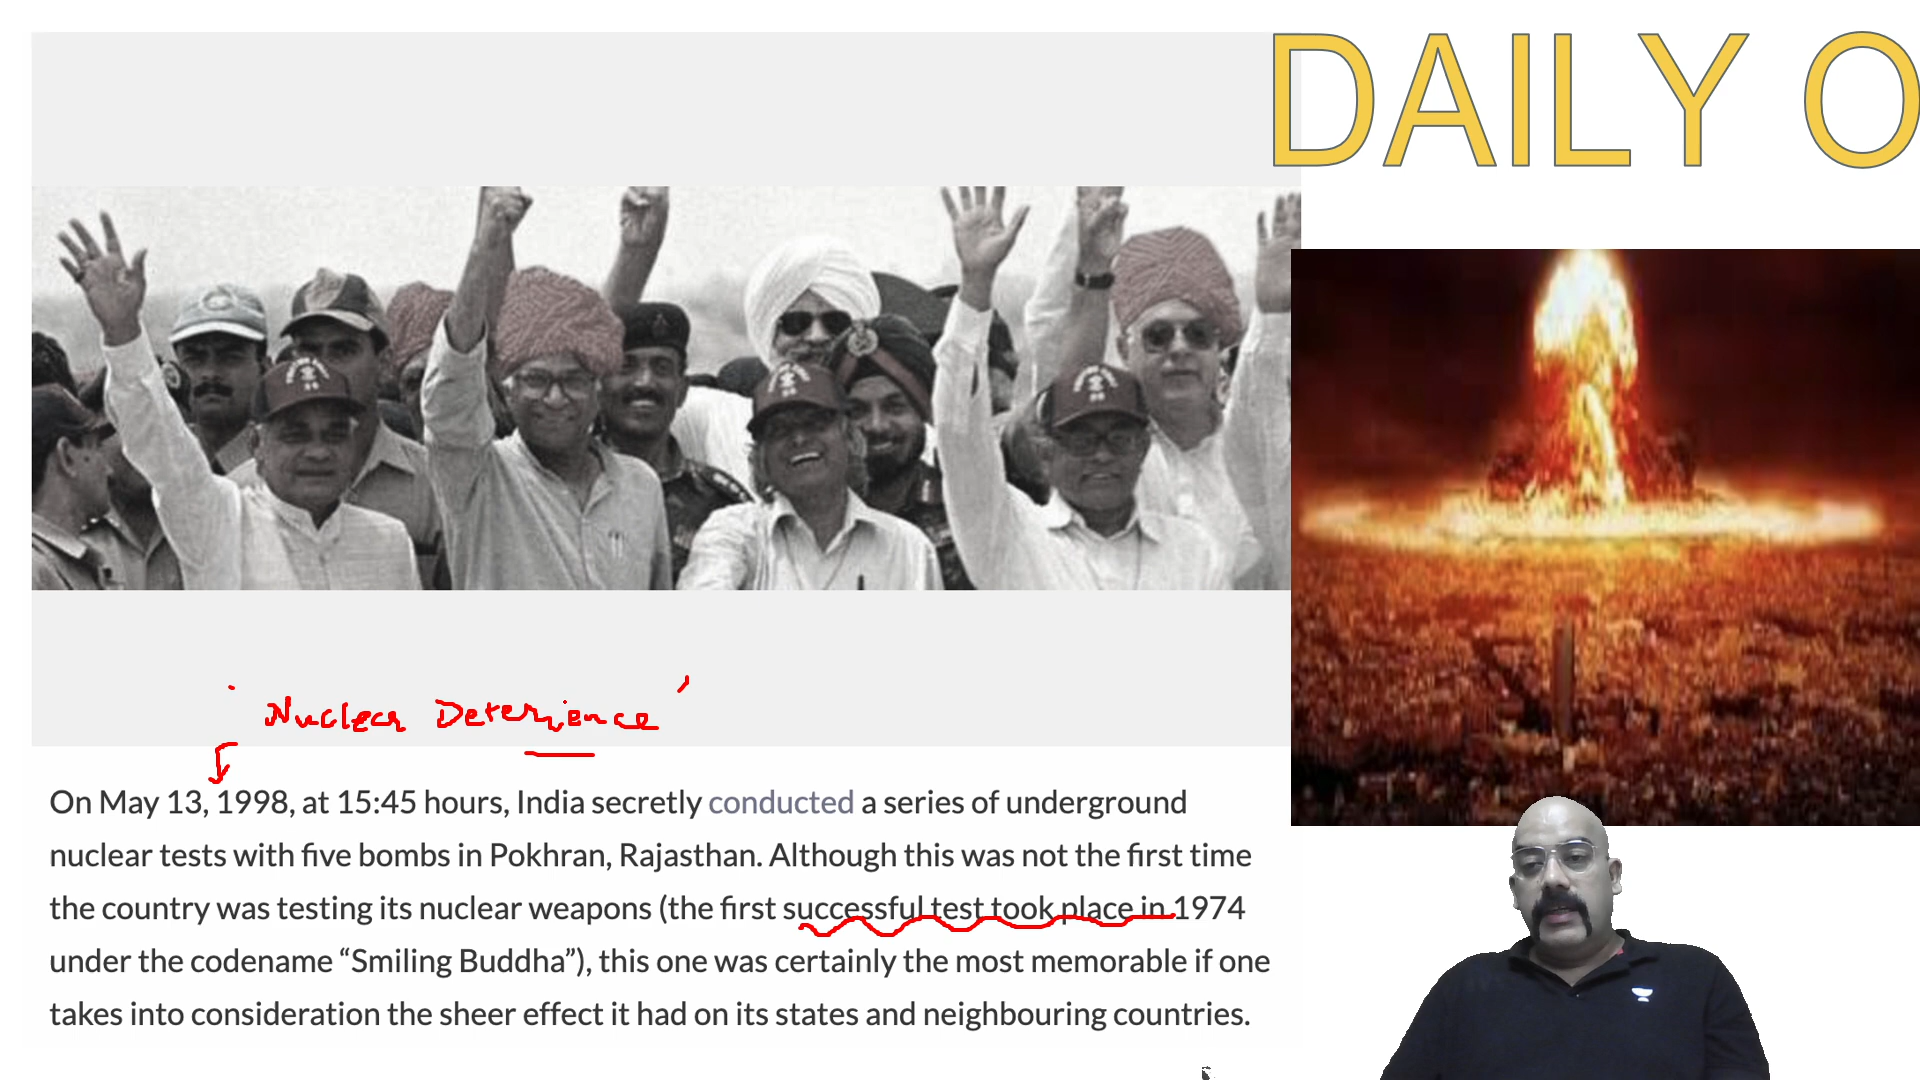 DAILY O
'Nuclear Deterience'
On May 13, 1998, at 15:45 hours, India secretly conducted a series of underground
nuclear tests with five bombs in Pokhran, Rajasthan. Although this was not the first time
the country was testing its nuclear weapons (the first successful test took place in 1974
under the codename “Smiling Buddha”), this one was certainly the most memorable if one
takes into consideration the sheer effect it had on its states and neighbouring countries.